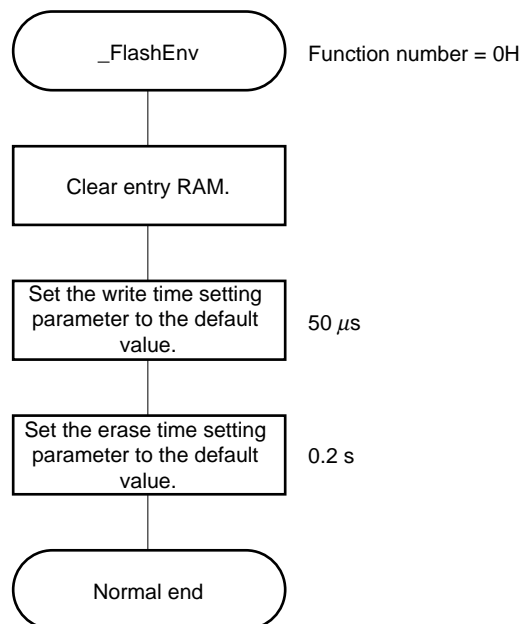 _FlashEnv
Function number = 0H
Clear entry RAM.
Set the write time setting
parameter to the default
value.
50 μs
Set the erase time setting
parameter to the default
value.
0.2 s
Normal end